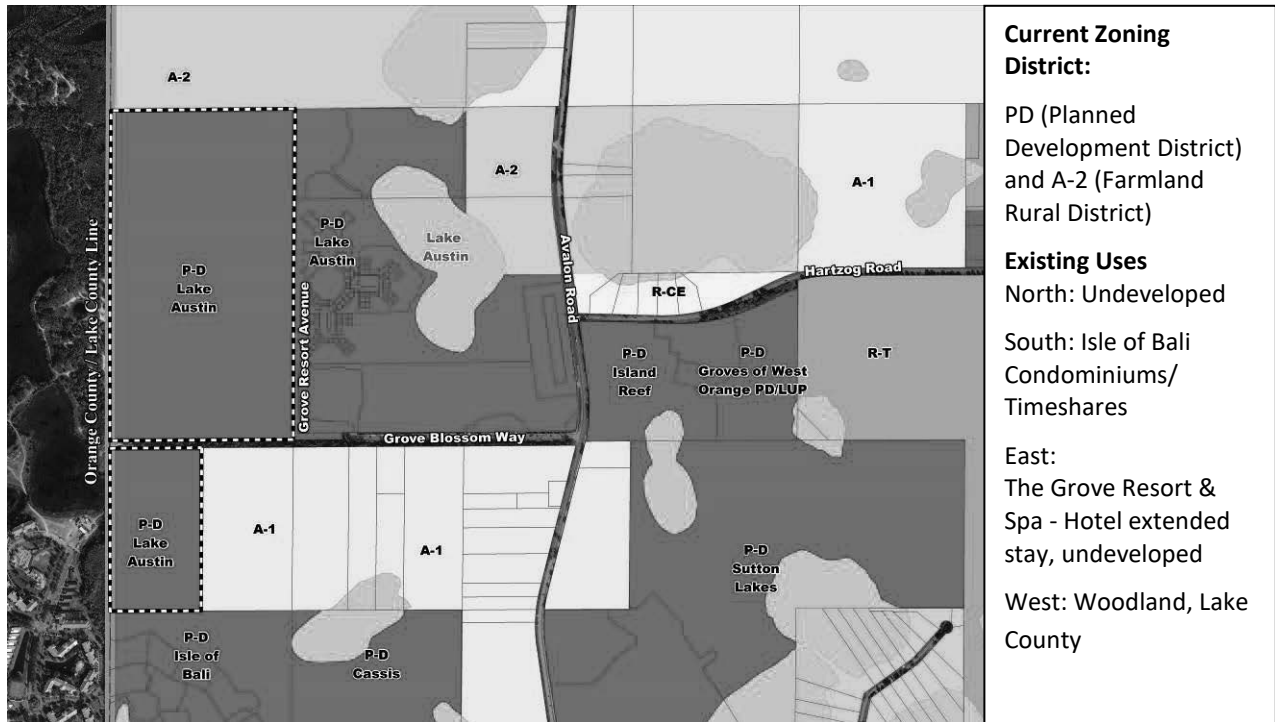 A-2
P-D
Lake
Austin
Orange County / Lake County Line
P-D
Lake
Austin
Grove Resort Avenue
Lake
Austin
A-2
Avalon Road
A-1
Hartzog Road
R-CE
P-D
Island
Reef
P-D
Groves of West
Orange PD/LUP
R-T
Grove Blossom Way
P-D
Lake
Austin
A-1
A-1
P-D
Sutton
Lakes
P-D
Isle of
Bali
P-D
Cassis
Current Zoning
District:
PD (Planned
Development District)
and A-2 (Farmland
Rural District)
Existing Uses
North: Undeveloped
South: Isle of Bali
Condominiums/
Timeshares
East:
The Grove Resort &
Spa - Hotel extended
stay, undeveloped
West: Woodland, Lake
County